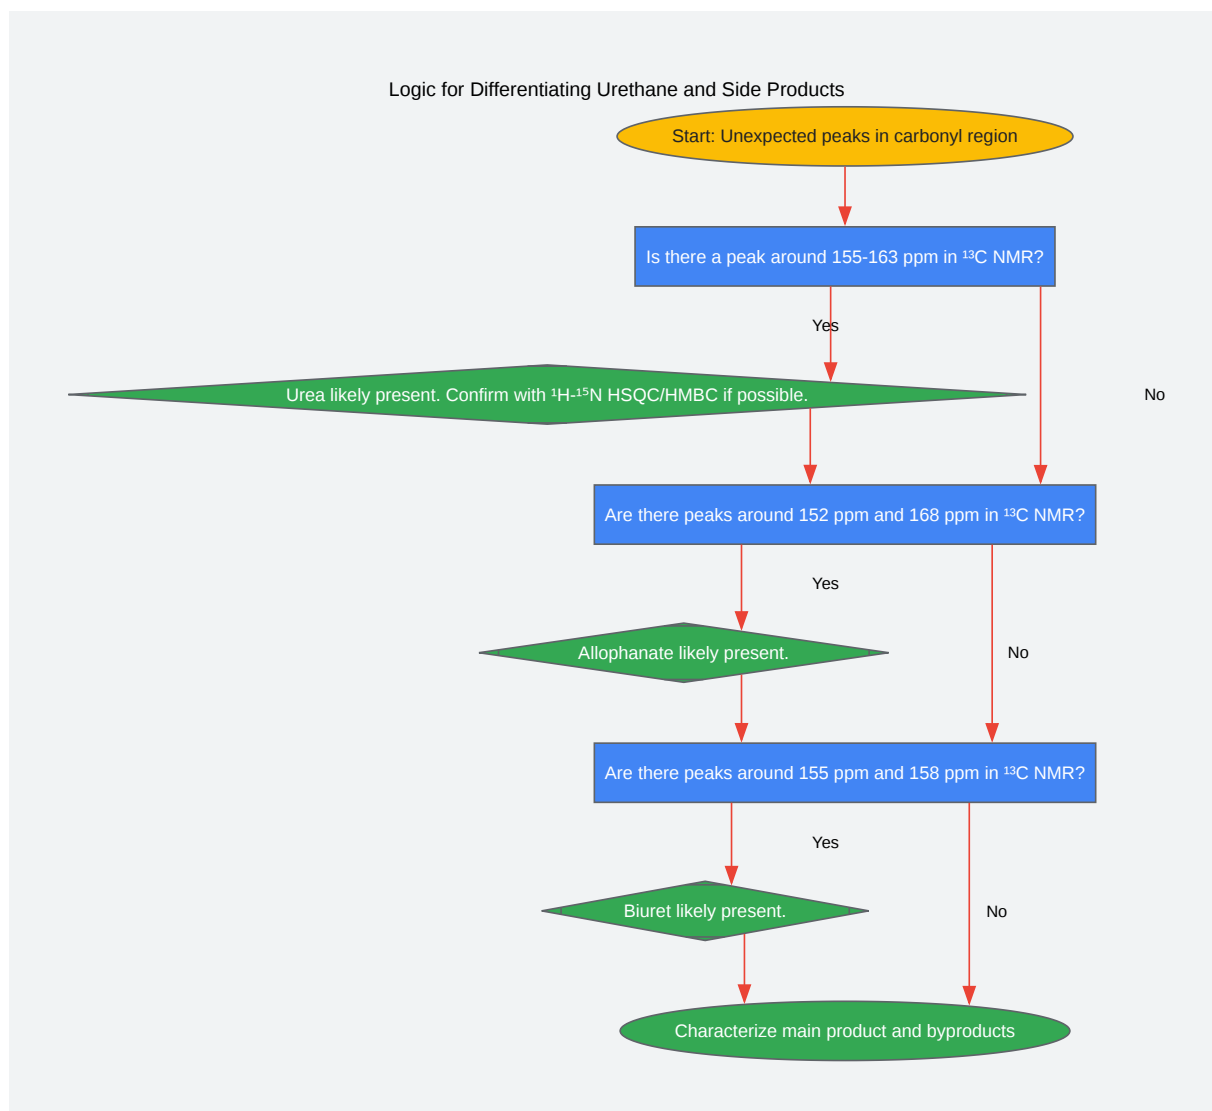 Logic for Differentiating Urethane and Side Products
Start: Unexpected peaks in carbonyl region
Is there a peak around 155-163 ppm in ¹³C NMR?
Yes
Urea likely present. Confirm with ¹H-¹⁵N HSQC/HMBC if possible.
No
Are there peaks around 152 ppm and 168 ppm in ¹³C NMR?
Yes
Allophanate likely present.
No
Are there peaks around 155 ppm and 158 ppm in ¹³C NMR?
Yes
Biuret likely present.
No
Characterize main product and byproducts